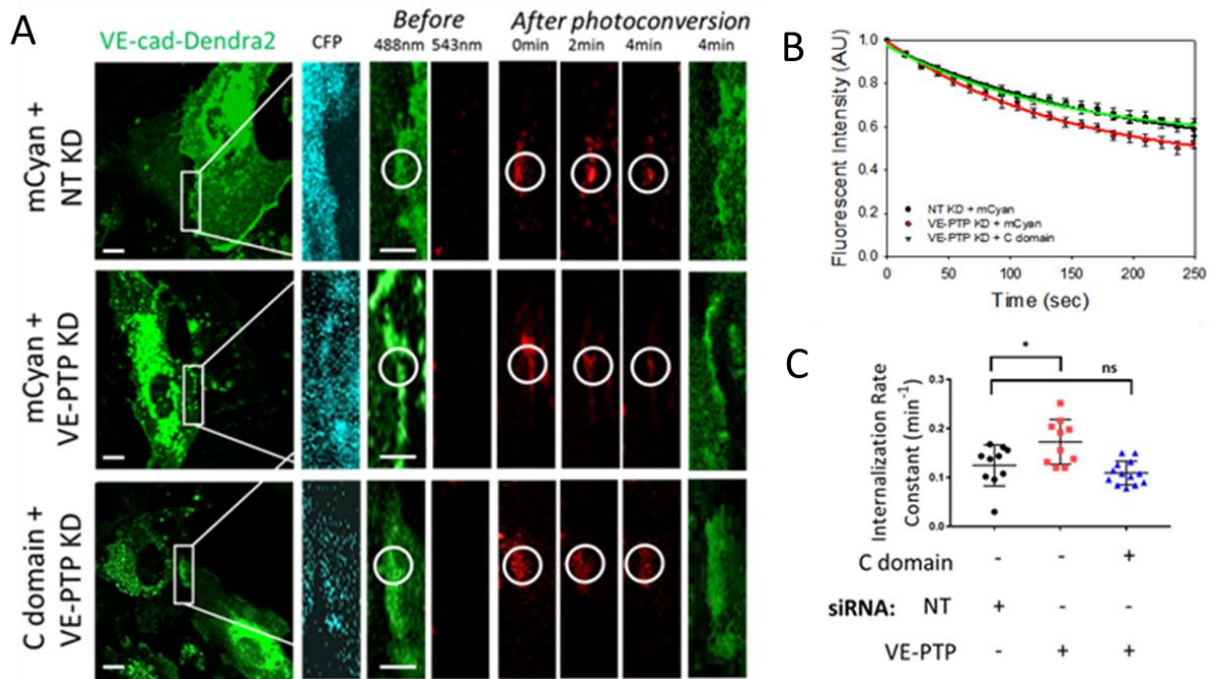 A
VE-cad-Dendra2
CFP
Before
488nm 543nm
After photoconversion
0min 2min 4min 4min
mCyan +
NT KD
mCyan +
VE-PTP KD
C domain +
VE-PTP KD
B
Fluorescent Intensity (AU)
1.0
0.8
0.6
0.4
0.2
0.0
NT KD + mCyan
VE-PTP KD + mCyan
VE-PTP KD + C domain
0 50 100 150 200 250
Time (sec)
C
*
ns
Internalization Rate
Constant (min-1)
0.3
0.2
0.1
0.0
C domain - - +
siRNA: NT + - -
VE-PTP - + +